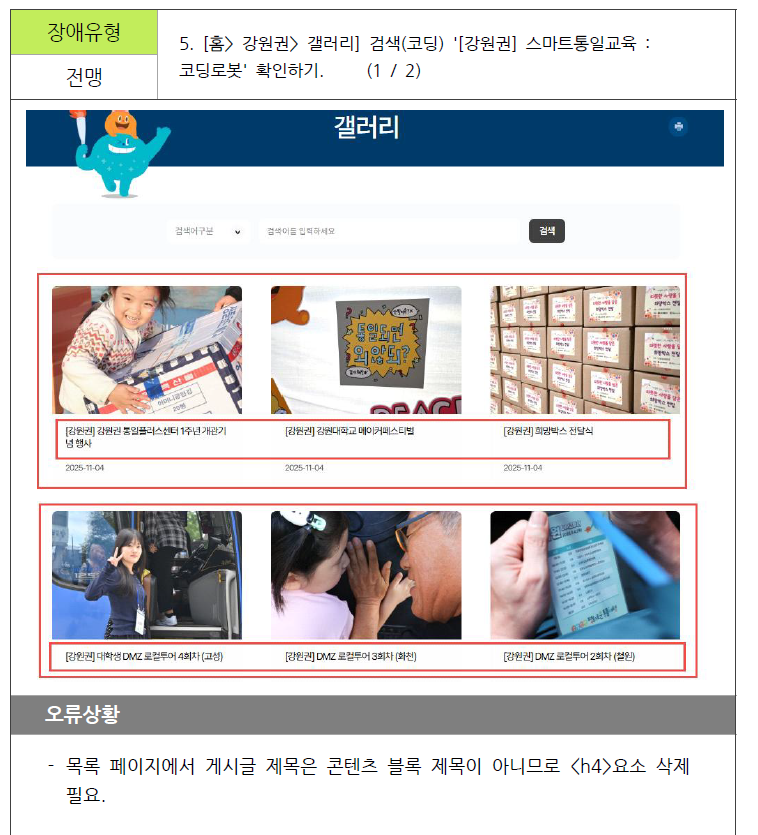 장애유형
전맹
5. [홈> 강원권> 갤러리] 검색(코딩) '[강원권] 스마트통일교육 :
코딩로봇' 확인하기. (1 / 2)
갤러리
검색어구분
검색어를 입력하세요
검색
통일되면
왜 않되?
[강원권] 강원권 통일플러스센터 1주년 개관기
념 행사
[강원권] 강원대학교 메이커페스티벌
[강원권] 희망박스 전달식
2025-11-04
2025-11-04
2025-11-04
[강원권] 대학생 DMZ 로컬투어 4회차 (고성)
[강원권] DMZ 로컬투어 3회차 (화천)
[강원권] DMZ 로컬투어 2회차 (철원)
오류상황
- 목록 페이지에서 게시글 제목은 콘텐츠 블록 제목이 아니므로 <h4>요소 삭제
필요.